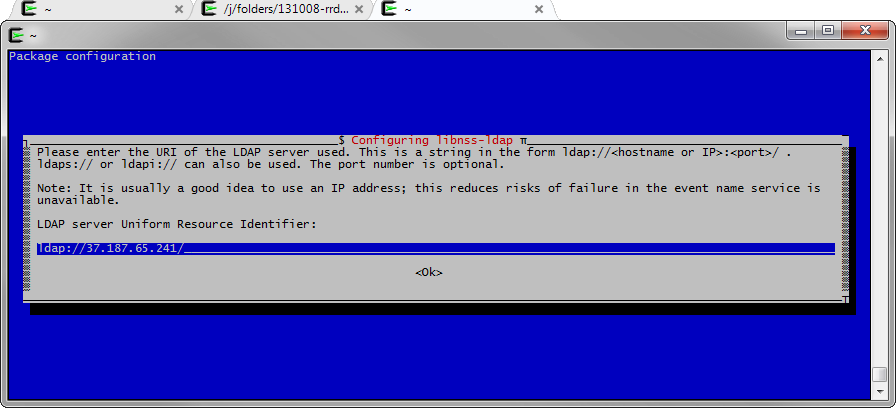 ~
/j/folders/131008-rrd...
~
~
Package configuration
$ Configuring libnss-ldap π
Please enter the URI of the LDAP server used. This is a string in the form ldap://<hostname or IP>:<port>/ .
ldaps:// or ldapi:// can also be used. The port number is optional.
Note: It is usually a good idea to use an IP address; this reduces risks of failure in the event name service is
unavailable.
LDAP server Uniform Resource Identifier:
ldap://37.187.65.241/
<Ok>